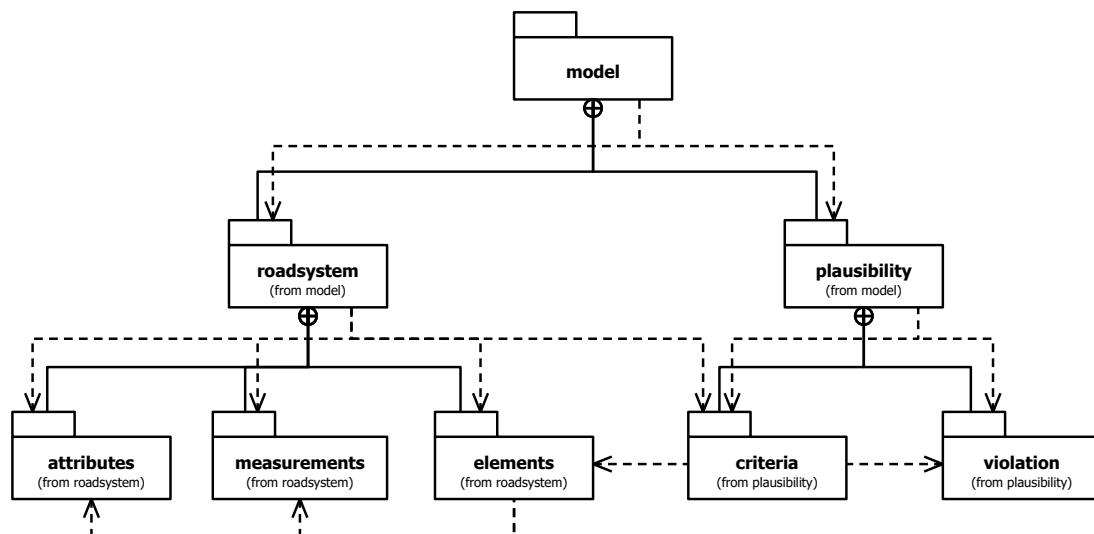 model
roadsystem
(from model)
plausibility
(from model)
attributes
(from roadsystem)
measurements
(from roadsystem)
elements
(from roadsystem)
criteria
(from plausibility)
violation
(from plausibility)